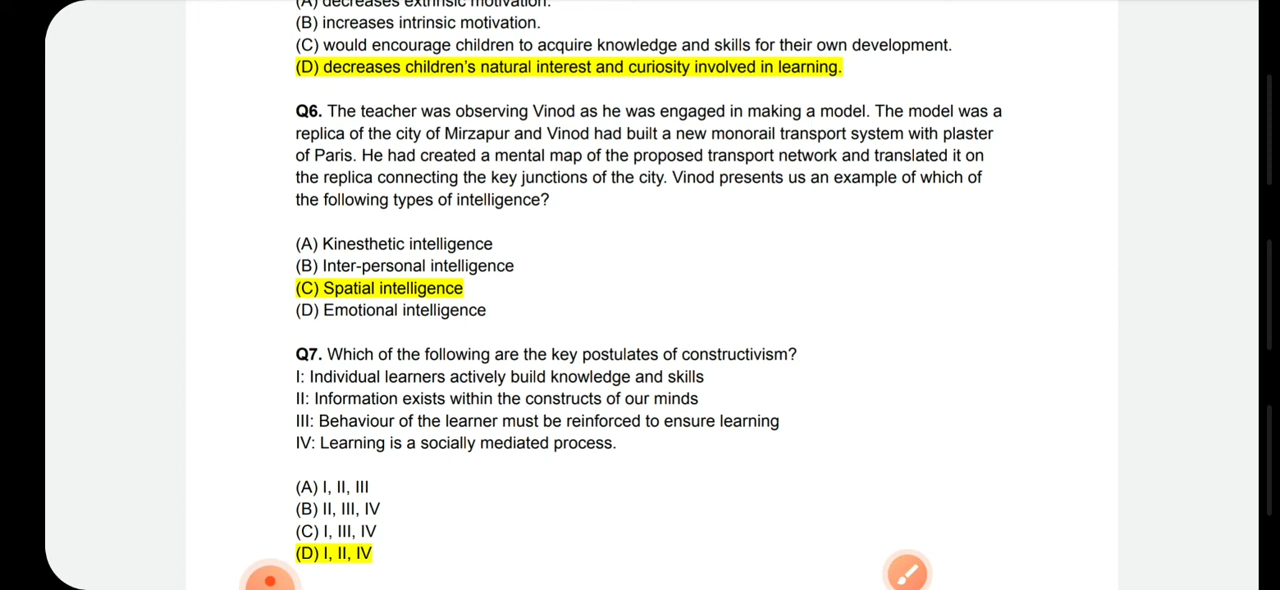 (A) decreases extrinsic motivation.
(B) increases intrinsic motivation.
(C) would encourage children to acquire knowledge and skills for their own development.
(D) decreases children's natural interest and curiosity involved in learning.
Q6. The teacher was observing Vinod as he was engaged in making a model. The model was a
replica of the city of Mirzapur and Vinod had built a new monorail transport system with plaster
of Paris. He had created a mental map of the proposed transport network and translated it on
the replica connecting the key junctions of the city. Vinod presents us an example of which of
the following types of intelligence?
(A) Kinesthetic intelligence
(B) Inter-personal intelligence
(C) Spatial intelligence
(D) Emotional intelligence
Q7. Which of the following are the key postulates of constructivism?
I: Individual learners actively build knowledge and skills
II: Information exists within the constructs of our minds
III: Behaviour of the learner must be reinforced to ensure learning
IV: Learning is a socially mediated process.
(A) I, II, III
(B) II, III, IV
(C) I, III, IV
(D) I, II, IV